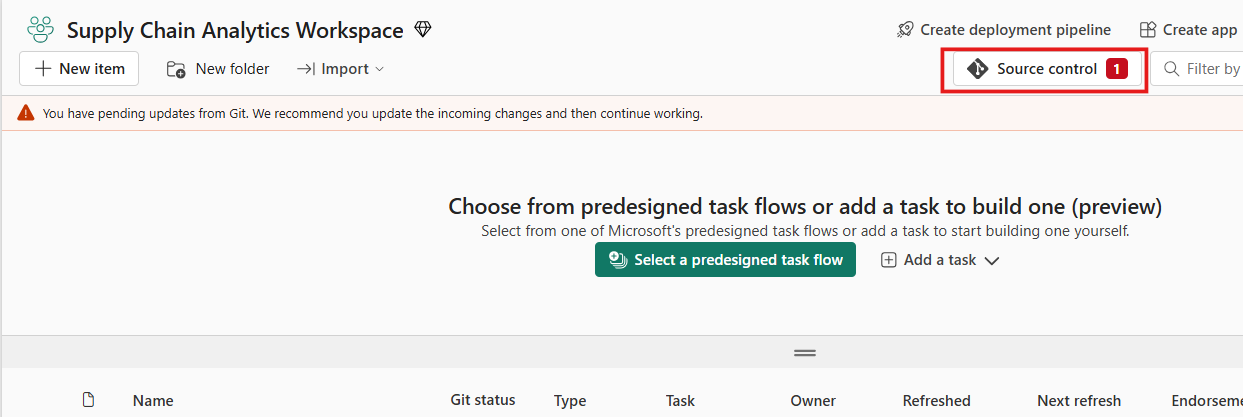 Supply Chain Analytics Workspace
Create deployment pipeline
Create app
New item
New folder
Import
Source control 1
Filter by
You have pending updates from Git. We recommend you update the incoming changes and then continue working.
Choose from predesigned task flows or add a task to build one (preview)
Select from one of Microsoft's predesigned task flows or add a task to start building one yourself.
Select a predesigned task flow
Add a task
Name Git status Type Task Owner Refreshed Next refresh Endorseme